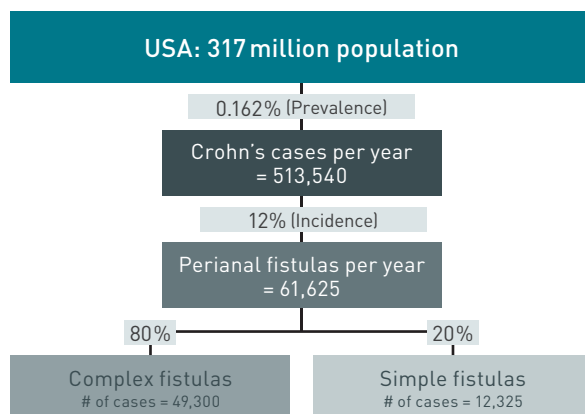 USA: 317 million population
0.162% (Prevalence)
Crohn's cases per year
= 513,540
12% (Incidence)
Perianal fistulas per year
= 61,625
80%
20%
Complex fistulas
# of cases = 49,300
Simple fistulas
# of cases = 12,325